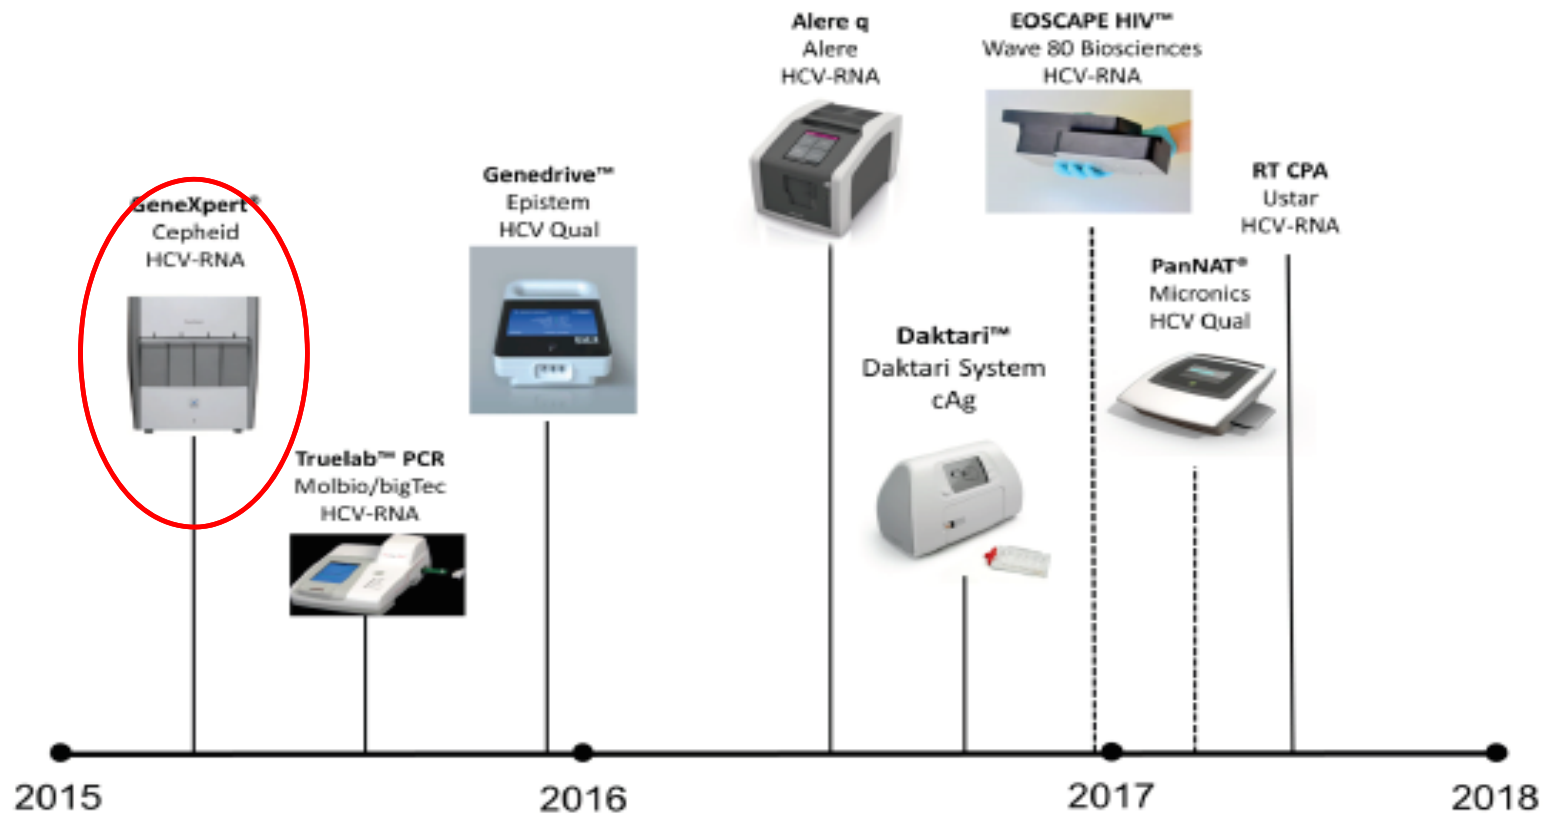 GeneXpert®
Cepheid
HCV-RNA
Truelab™ PCR
Molbio/bigTec
HCV-RNA
Genedrive™
Epistem
HCV Qual
Alere q
Alere
HCV-RNA
Daktari™
Daktari System
cAg
EOSCAPE HIV™
Wave 80 Biosciences
HCV-RNA
PanNAT®
Micronics
HCV Qual
RT CPA
Ustar
HCV-RNA
2015
2016
2017
2018